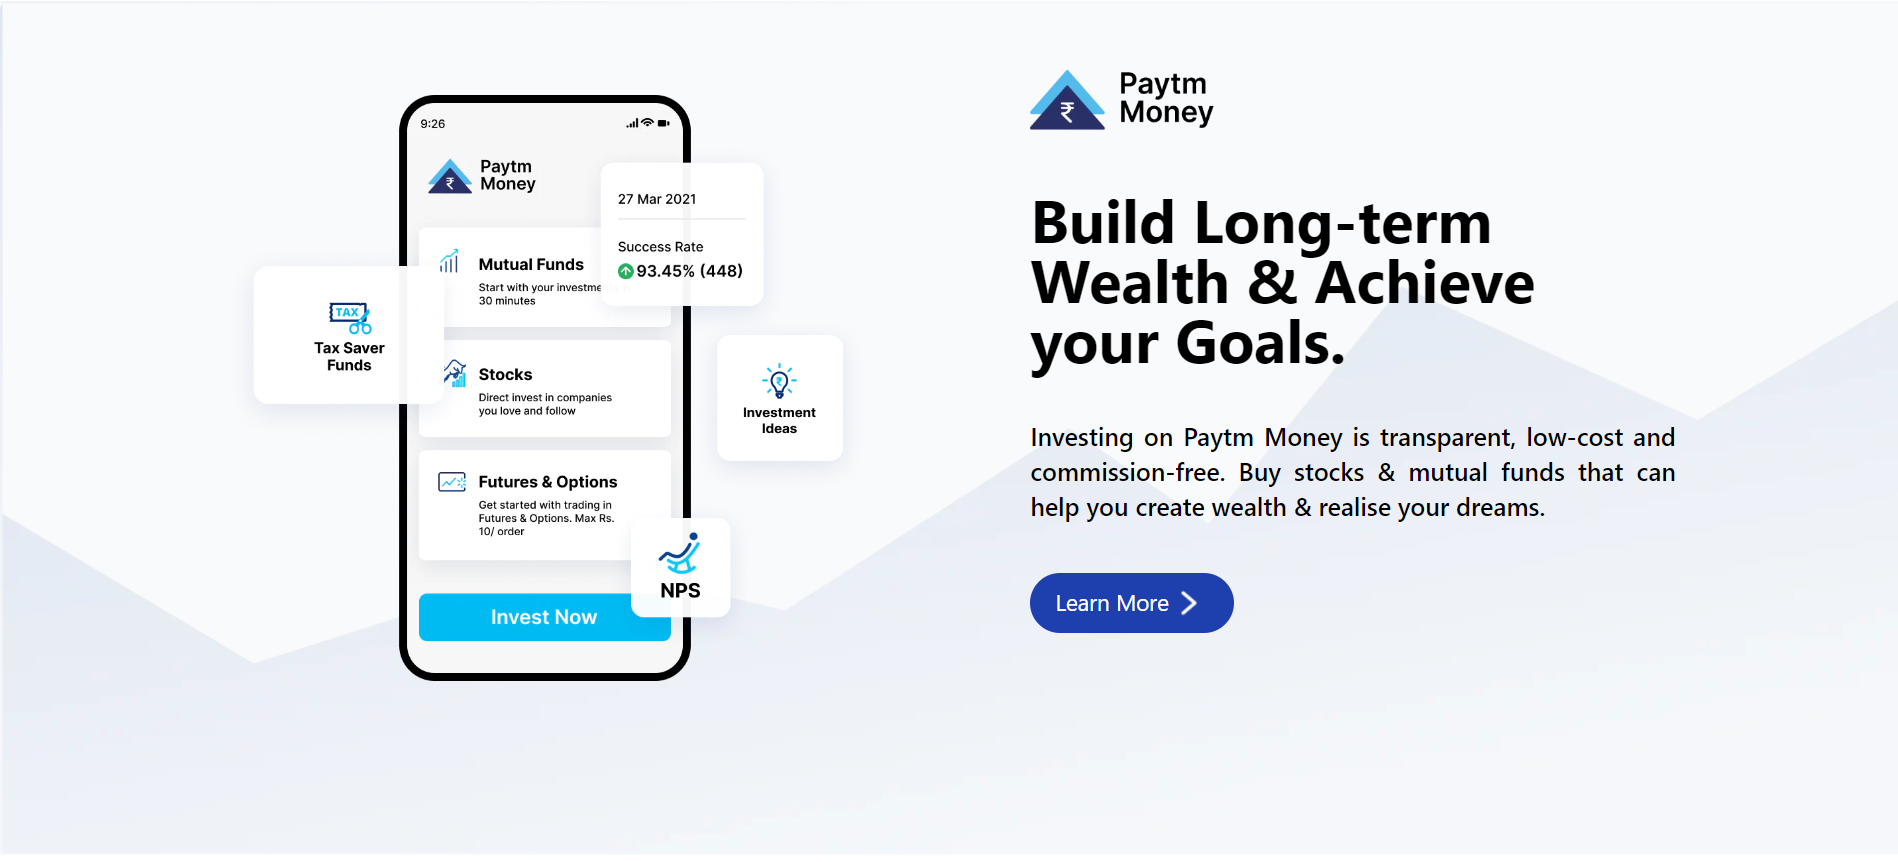 9:26
Paytm
Money
27 Mar 2021
Success Rate
93.45% (448)
Mutual Funds
Start with your
30 minutes
TAX
Tax Saver
Funds
Stocks
Direct invest in companies
you love and follow
₹
Investment
Ideas
Futures & Options
Get started with trading in
Futures & Options. Max Rs.
10/ order
NPS
Invest Now
₹
Paytm
Money
Build Long-term
Wealth & Achieve
your Goals.
Investing on Paytm Money is transparent, low-cost and
commission-free. Buy stocks & mutual funds that can
help you create wealth & realise your dreams.
Learn More